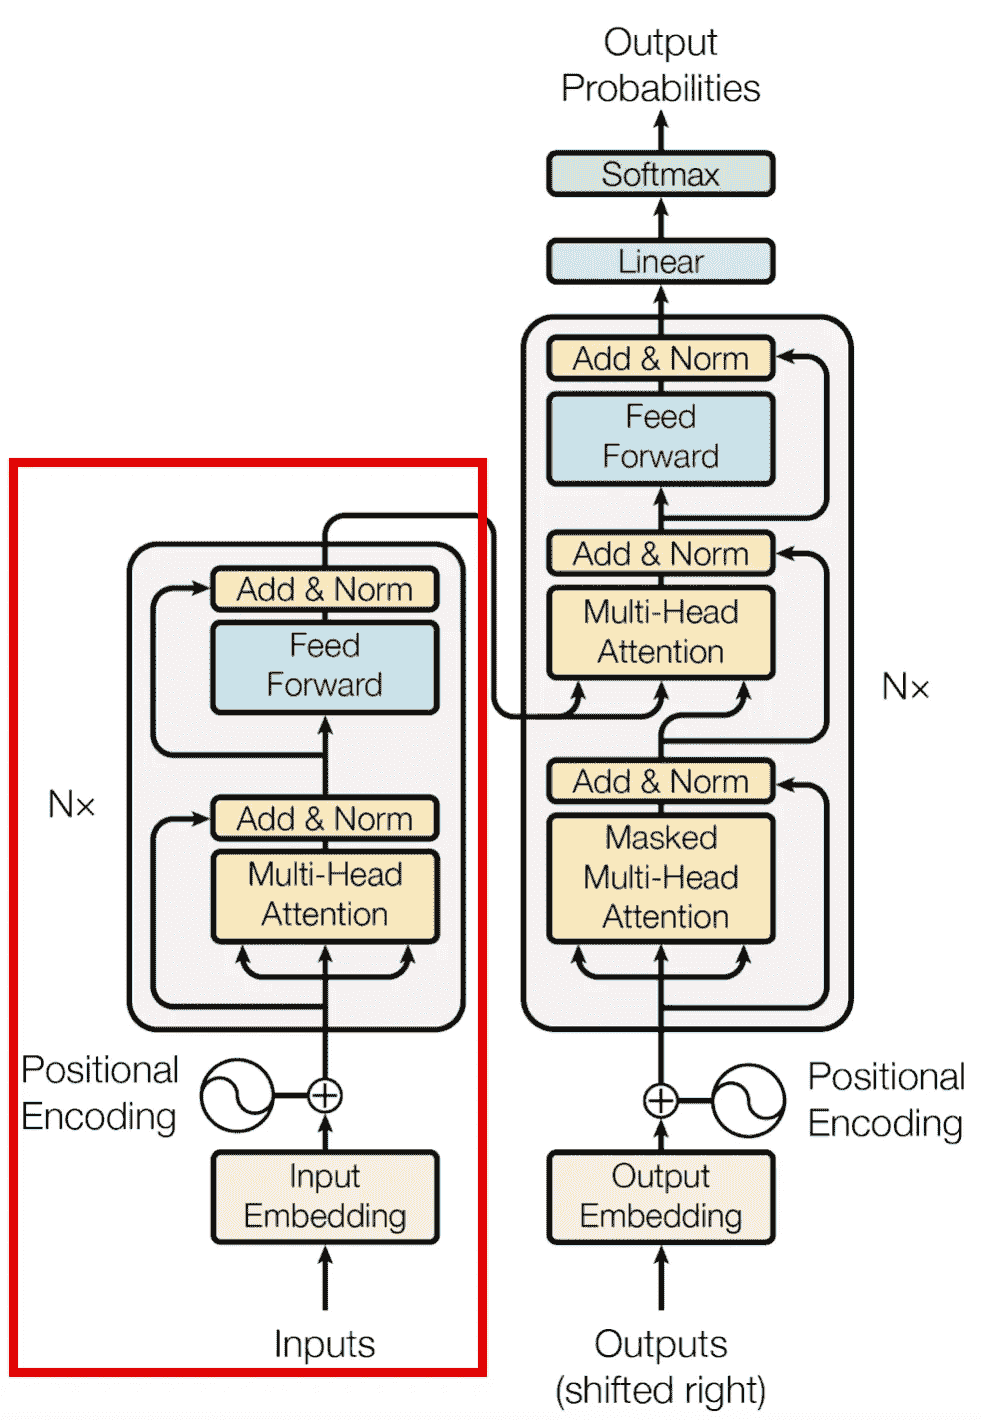 Output
Probabilities
Softmax
Linear
Add & Norm
Feed
Forward
Add & Norm
Multi-Head
Attention
Nx
Add & Norm
Masked
Multi-Head
Attention
Add & Norm
Feed
Forward
Nx
Add & Norm
Multi-Head
Attention
Positional
Encoding
Input
Embedding
Inputs
Positional
Encoding
Output
Embedding
Outputs
(shifted right)